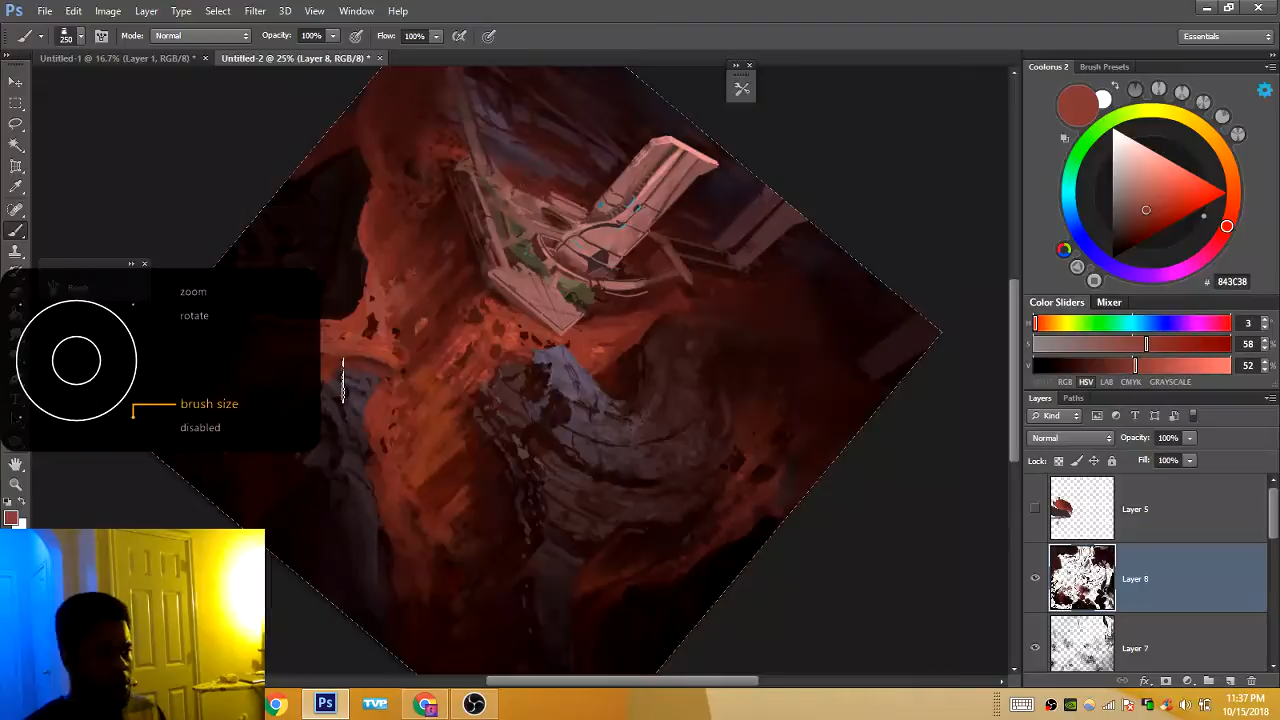 Ps File Edit Image Layer Type Select Filter 3D View Window Help
250 Mode: Normal Opacity: 100% Flow: 100% Essentials
Untitled-1 @ 16.7% (Layer 1, RGB/8) * × Untitled-2 @ 25% (Layer 8, RGB/8) * ×
Coolorus 2 Brush Presets
# 843C38
Color Sliders Mixer
H 3
S 58 %
V 52 %
RGB HSV LAB CMYK GRAYSCALE
Layers Paths
Kind
Normal Opacity: 100%
Lock: Fill: 100%
Layer 5
Layer 8
Layer 7
zoom
rotate
brush size
disabled
Ps TVP
11:37 PM
10/15/2018